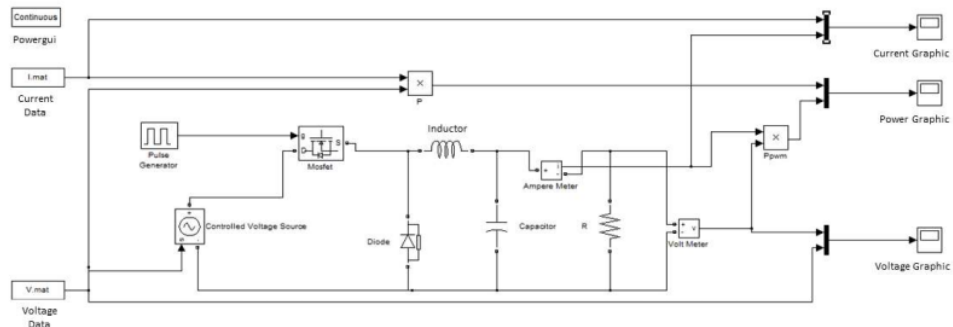 Continuous
Powergui
I.mat
Current
Data
Current Graphic
×
P
Power Graphic
Pulse
Generator
g
D
S
Mosfet
Inductor
+
-
i
Ampere Meter
×
Ppwm
Controlled Voltage Source
s
+
-
Diode
Capacitor
R
+
-
v
Volt Meter
Voltage Graphic
V.mat
Voltage
Data